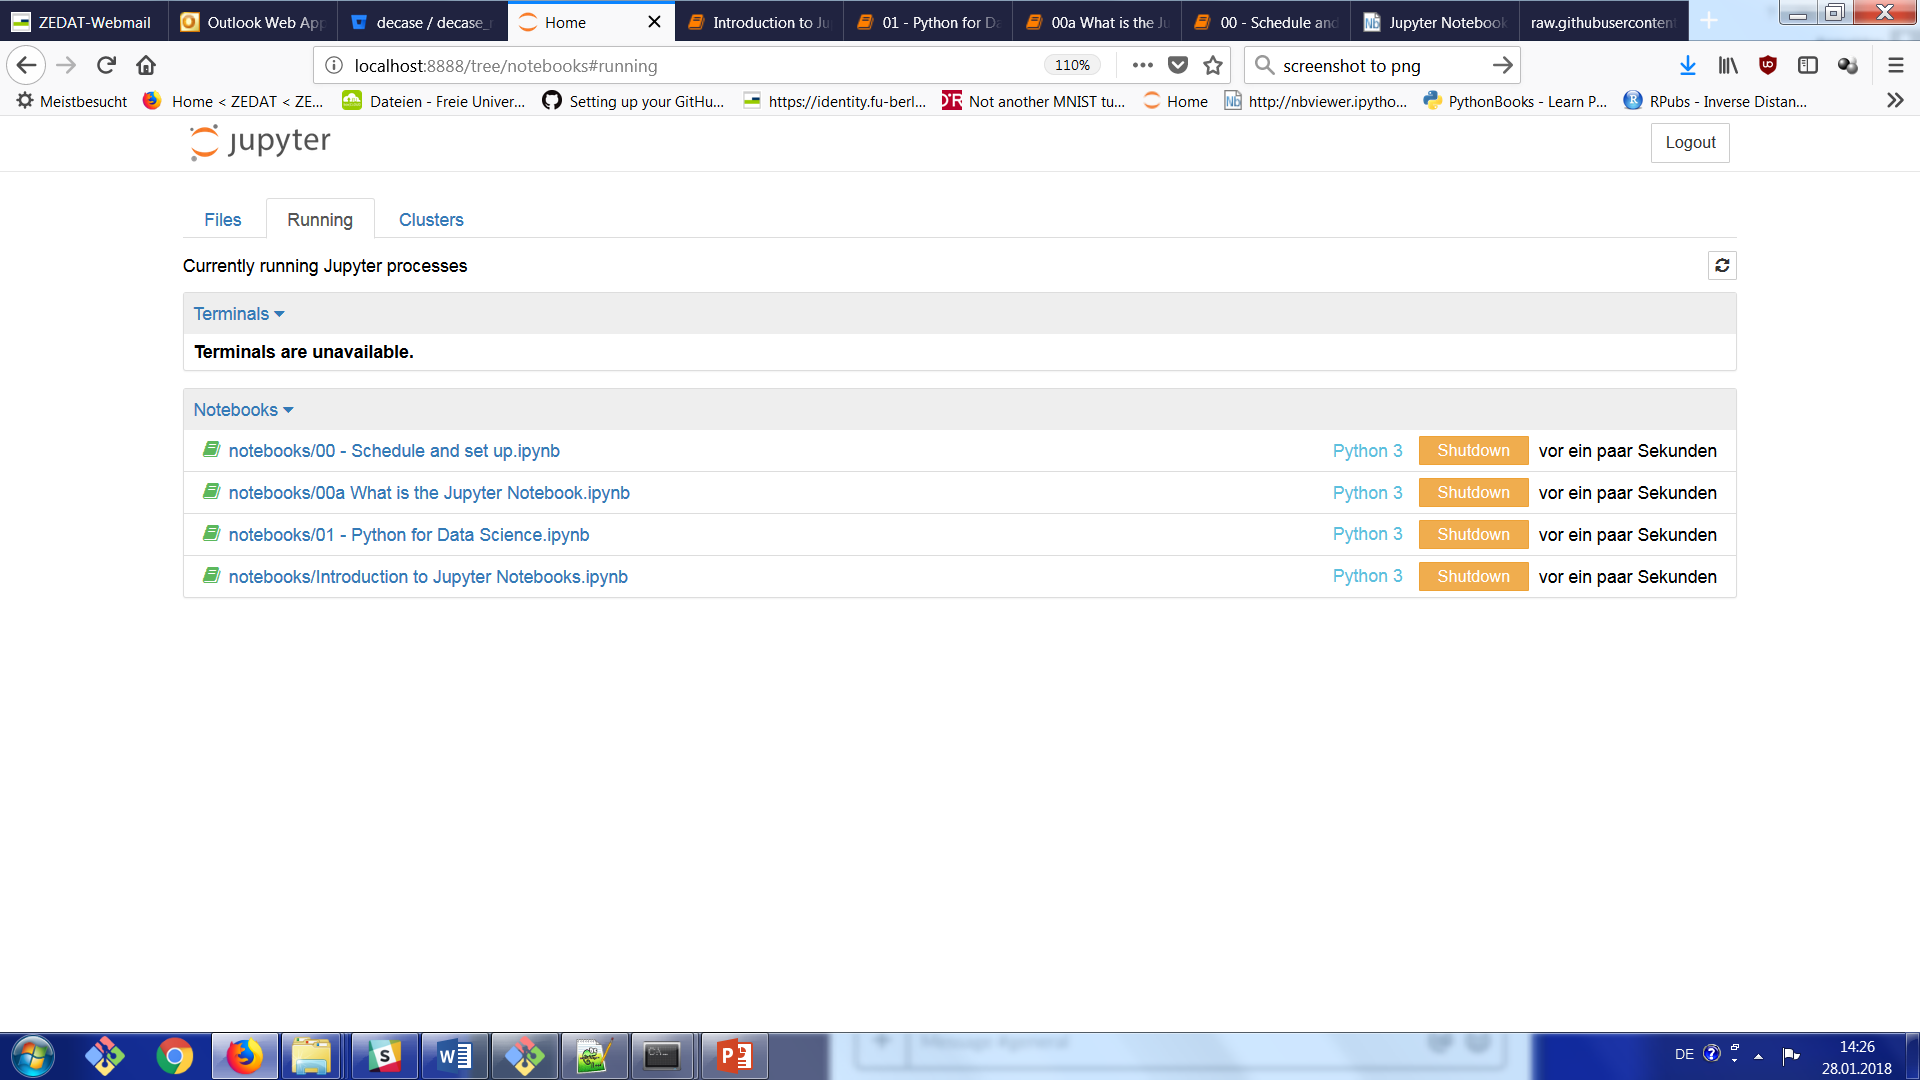 ZEDAT-Webmail
Outlook Web App
decase / decase_
Home
Introduction to Ju
01 - Python for Da
00a What is the Ju
00 - Schedule and
Jupyter Notebook
raw.githubusercontent
localhost:8888/tree/notebooks#running
110%
screenshot to png
Meistbesucht
Home < ZEDAT < ZE...
Dateien - Freie Univer...
Setting up your GitHu...
https://identity.fu-berl...
Not another MNIST tu...
Home
http://nbviewer.ipytho...
PythonBooks - Learn P...
RPubs - Inverse Distan...
jupyter
Logout
Files
Running
Clusters
Currently running Jupyter processes
Terminals
Terminals are unavailable.
Notebooks
notebooks/00 - Schedule and set up.ipynb Python 3 Shutdown vor ein paar Sekunden
notebooks/00a What is the Jupyter Notebook.ipynb Python 3 Shutdown vor ein paar Sekunden
notebooks/01 - Python for Data Science.ipynb Python 3 Shutdown vor ein paar Sekunden
notebooks/Introduction to Jupyter Notebooks.ipynb Python 3 Shutdown vor ein paar Sekunden
Message #general
DE
14:26
28.01.2018